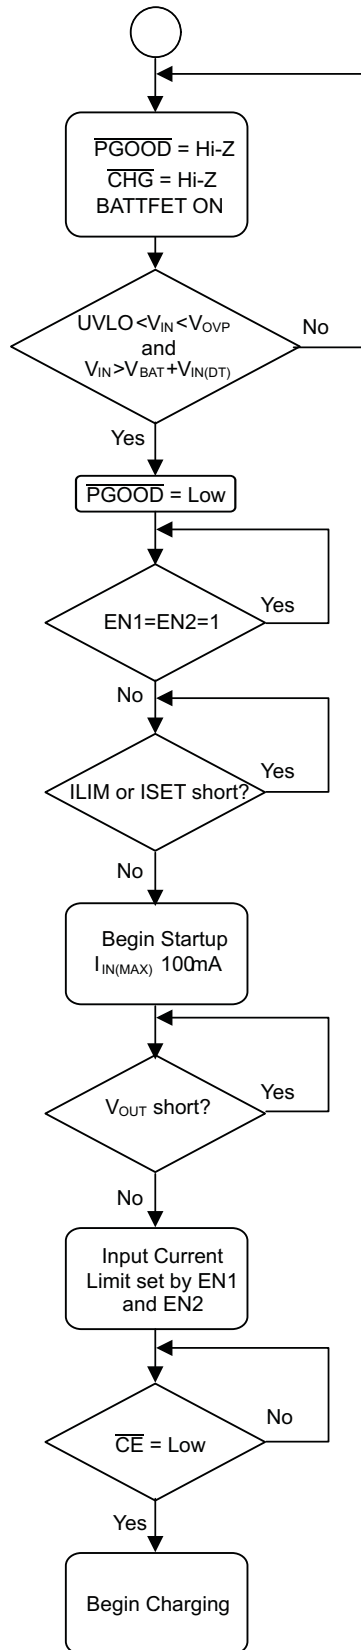 PGOOD = Hi-Z
CHG = Hi-Z
BATTFET ON
UVLO<VIN<VOVP
and
VIN>VBAT+VIN(DT)
No
Yes
PGOOD = Low
EN1=EN2=1
Yes
No
ILIM or ISET short?
Yes
No
Begin Startup
IIN(MAX) 100mA
VOUT short?
Yes
No
Input Current
Limit set by EN1
and EN2
CE = Low
No
Yes
Begin Charging